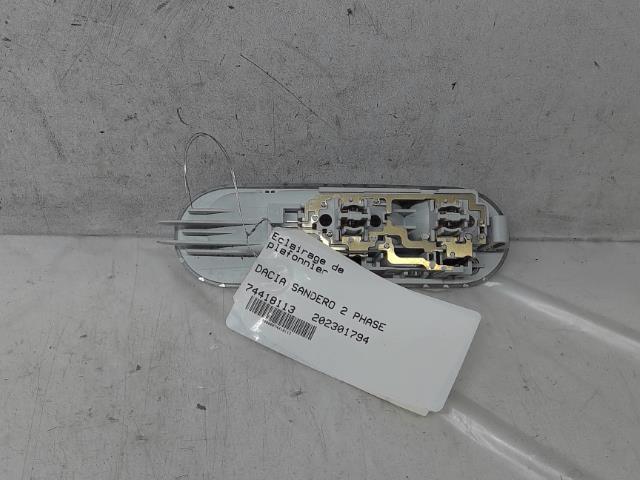 Eclairage de
plafonnier
DACIA SANDERO 2 PHASE
74418113 202301794